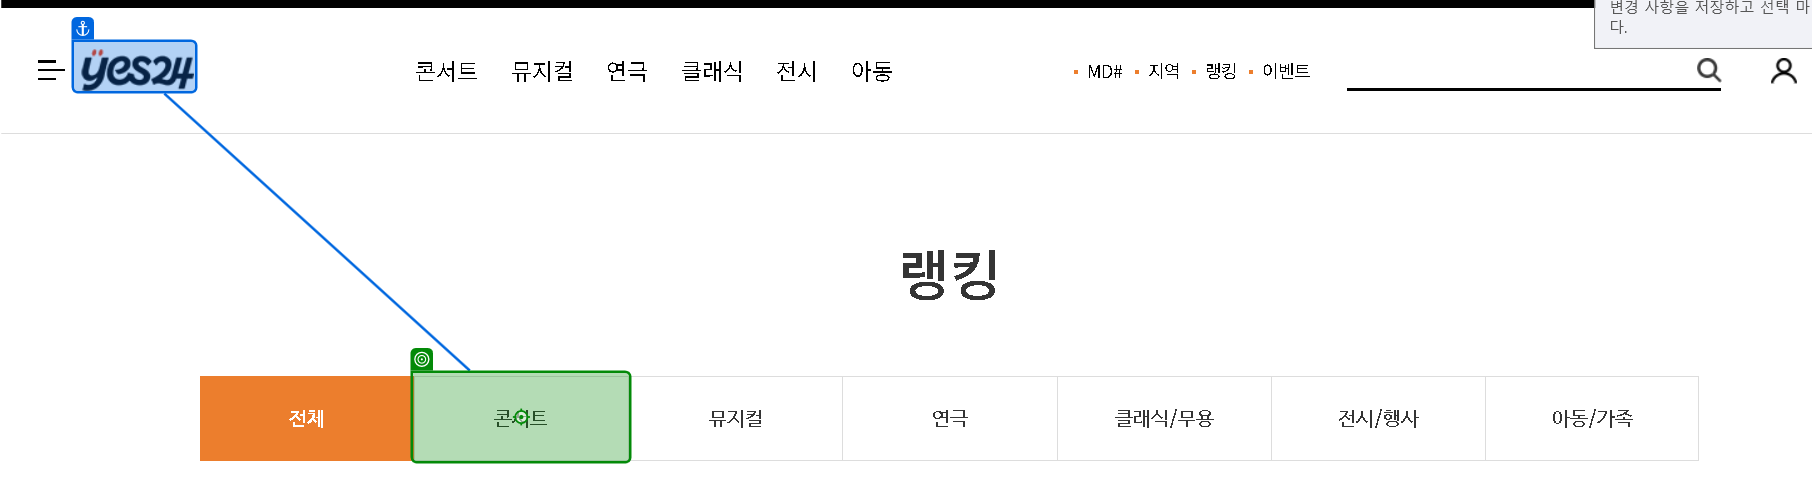 변경 사항을 저장하고 선택 마
다.
yes24
콘서트 뮤지컬 연극 클래식 전시 아동
MD# 지역 랭킹 이벤트
랭킹
전체 콘서트 뮤지컬 연극 클래식/무용 전시/행사 아동/가족